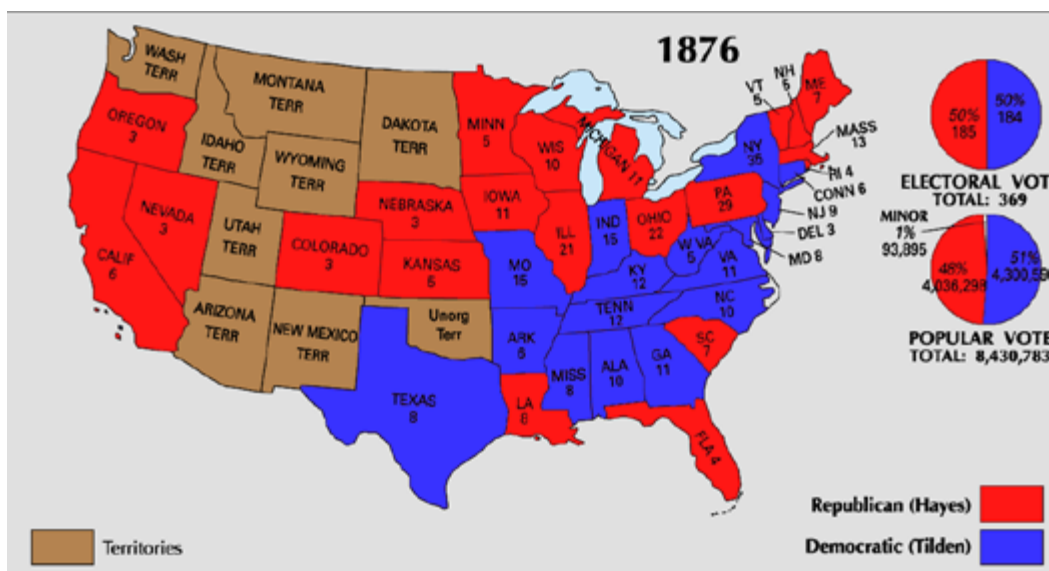 1876
WASH
TERR
MONTANA
TERR
DAKOTA
TERR
OREGON
3
IDAHO
TERR
WYOMING
TERR
NEVADA
3
UTAH
TERR
COLORADO
3
CALIF
6
ARIZONA
TERR
NEW MEXICO
TERR
NEBRASKA
3
KANSAS
5
Unorg
Terr
TEXAS
8
MINN
5
IOWA
11
MO
15
ARK
6
LA
8
WIS
10
ILL
21
MICHIGAN 11
IND
15
OHIO
22
KY
12
TENN
12
MISS
8
ALA
10
GA
11
FLA 4
SC
7
NC
10
VA
11
W VA
5
PA
29
NY
35
VT
5
NH
5
ME
7
MASS
13
RI 4
CONN 6
NJ 9
DEL 3
MD 8
50%
185
50%
184
ELECTORAL VOT
TOTAL: 369
MINOR
1%
93,895
48%
4,036,298
51%
4,300,59
POPULAR VOTE
TOTAL: 8,430,783
Republican (Hayes)
Democratic (Tilden)
Territories